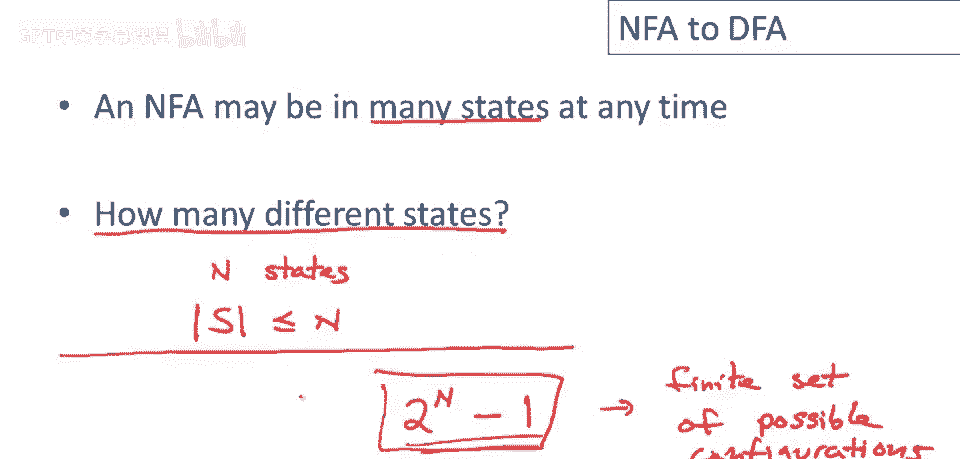 NFA to DFA
• An NFA may be in many states at any time
• How many different states?
N states
|S| ≤ N
2^N − 1 → finite set
of possible
configurations